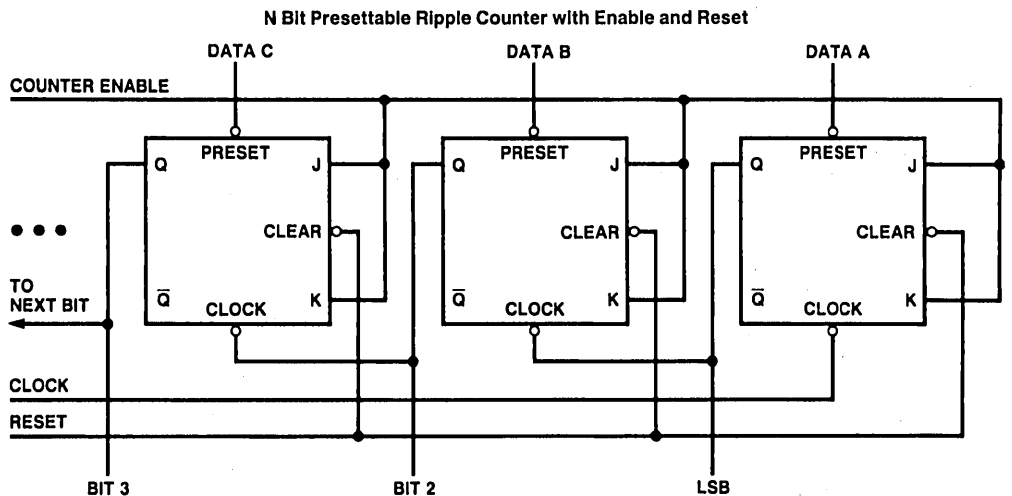 N Bit Presettable Ripple Counter with Enable and Reset
DATA C DATA B DATA A
COUNTER ENABLE
PRESET PRESET PRESET
Q J Q J Q J
CLEAR CLEAR CLEAR
TO
NEXT BIT
Q̅ K Q̅ K Q̅ K
CLOCK CLOCK CLOCK
CLOCK
RESET
BIT 3 BIT 2 LSB